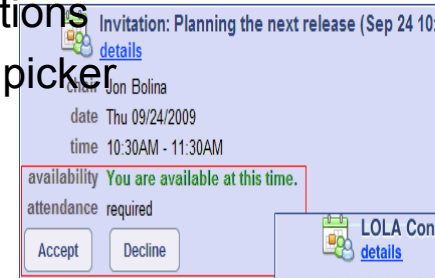 tions
Invitation: Planning the next release (Sep 24 10:
details
picker
chair Jon Bolina
date Thu 09/24/2009
time 10:30AM - 11:30AM
availability You are available at this time.
attendance required
Accept Decline
LOLA Con
details